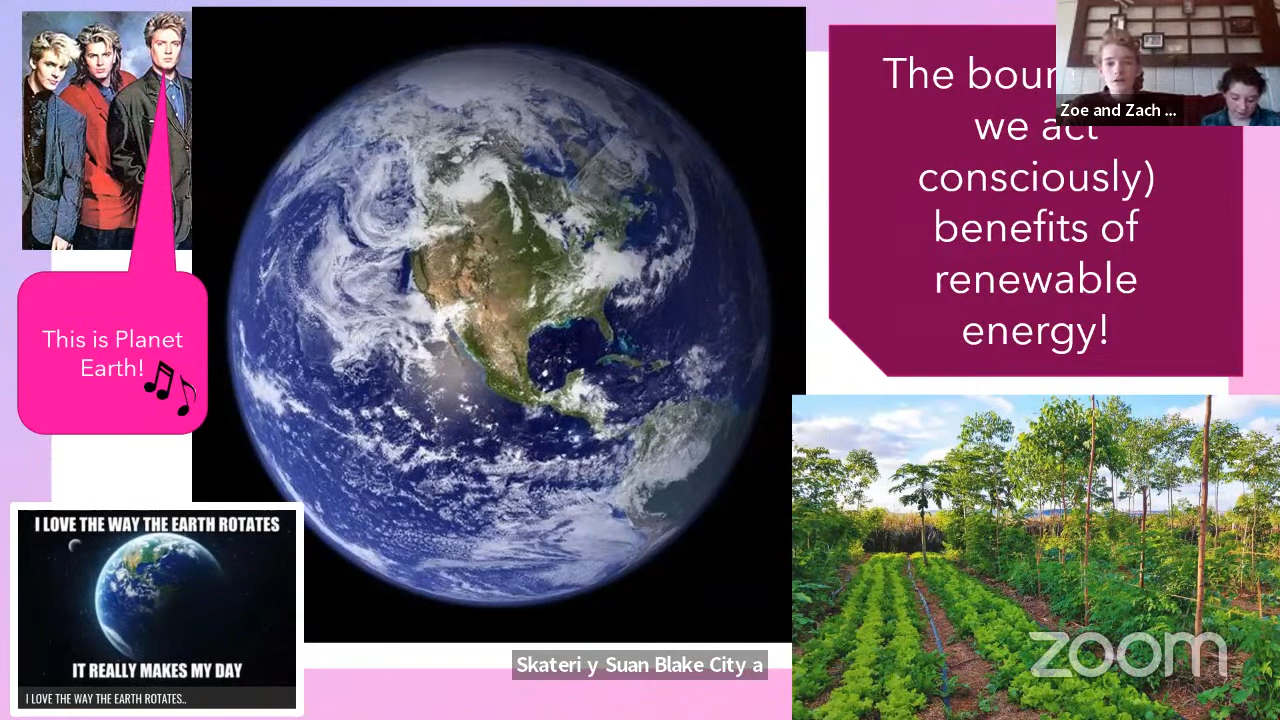 The bour
we act
consciously)
benefits of
renewable
energy!
Zoe and Zach ...
This is Planet
Earth!
I LOVE THE WAY THE EARTH ROTATES
IT REALLY MAKES MY DAY
I LOVE THE WAY THE EARTH ROTATES..
Skateri y Suan Blake City a
zoom